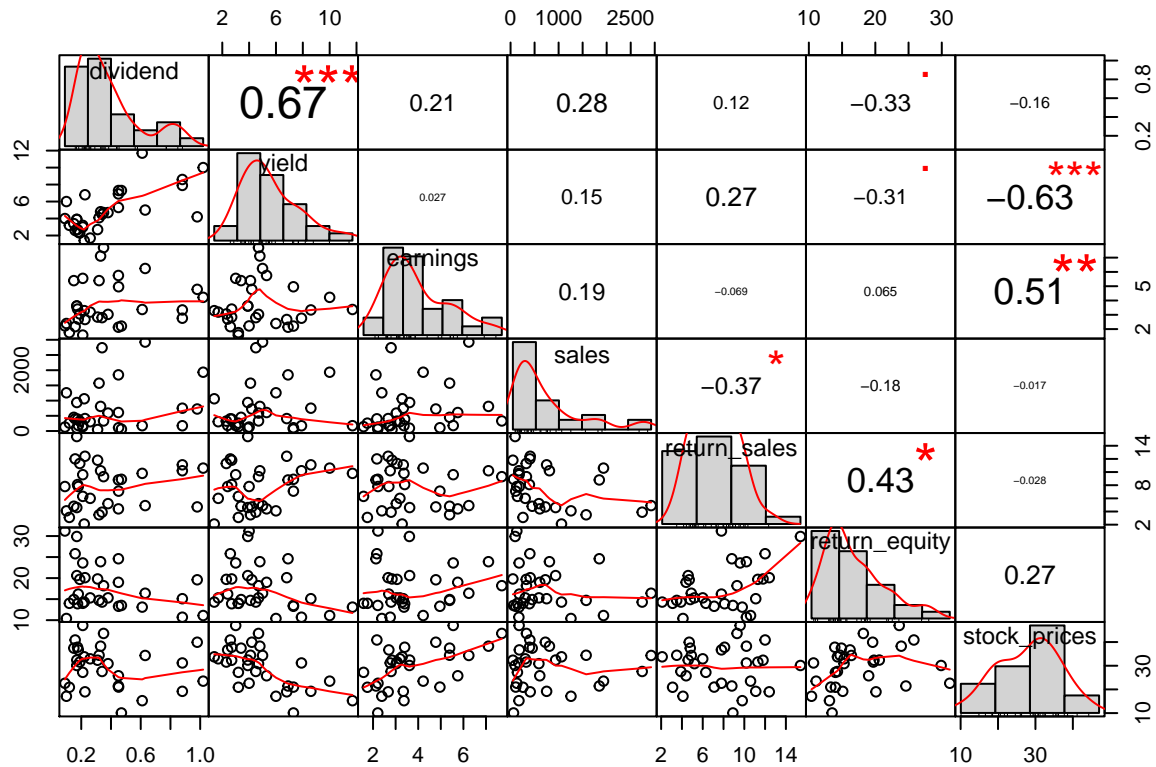 2 6 10 0 1000 2500 10 20 30
dividend 0.67 *** 0.21 0.28 0.12 −0.33 . −0.16 0.2 0.8
2 6 12 yield 0.027 0.15 0.27 −0.31 . −0.63 ***
earnings 0.19 −0.069 0.065 0.51 ** 2 5
0 2000 sales −0.37 * −0.18 −0.017
return_sales 0.43 * −0.028 2 8 14
10 20 30 return_equity 0.27
stock_prices 10 30
0.2 0.6 1.0 2 4 6 2 6 10 14 10 30